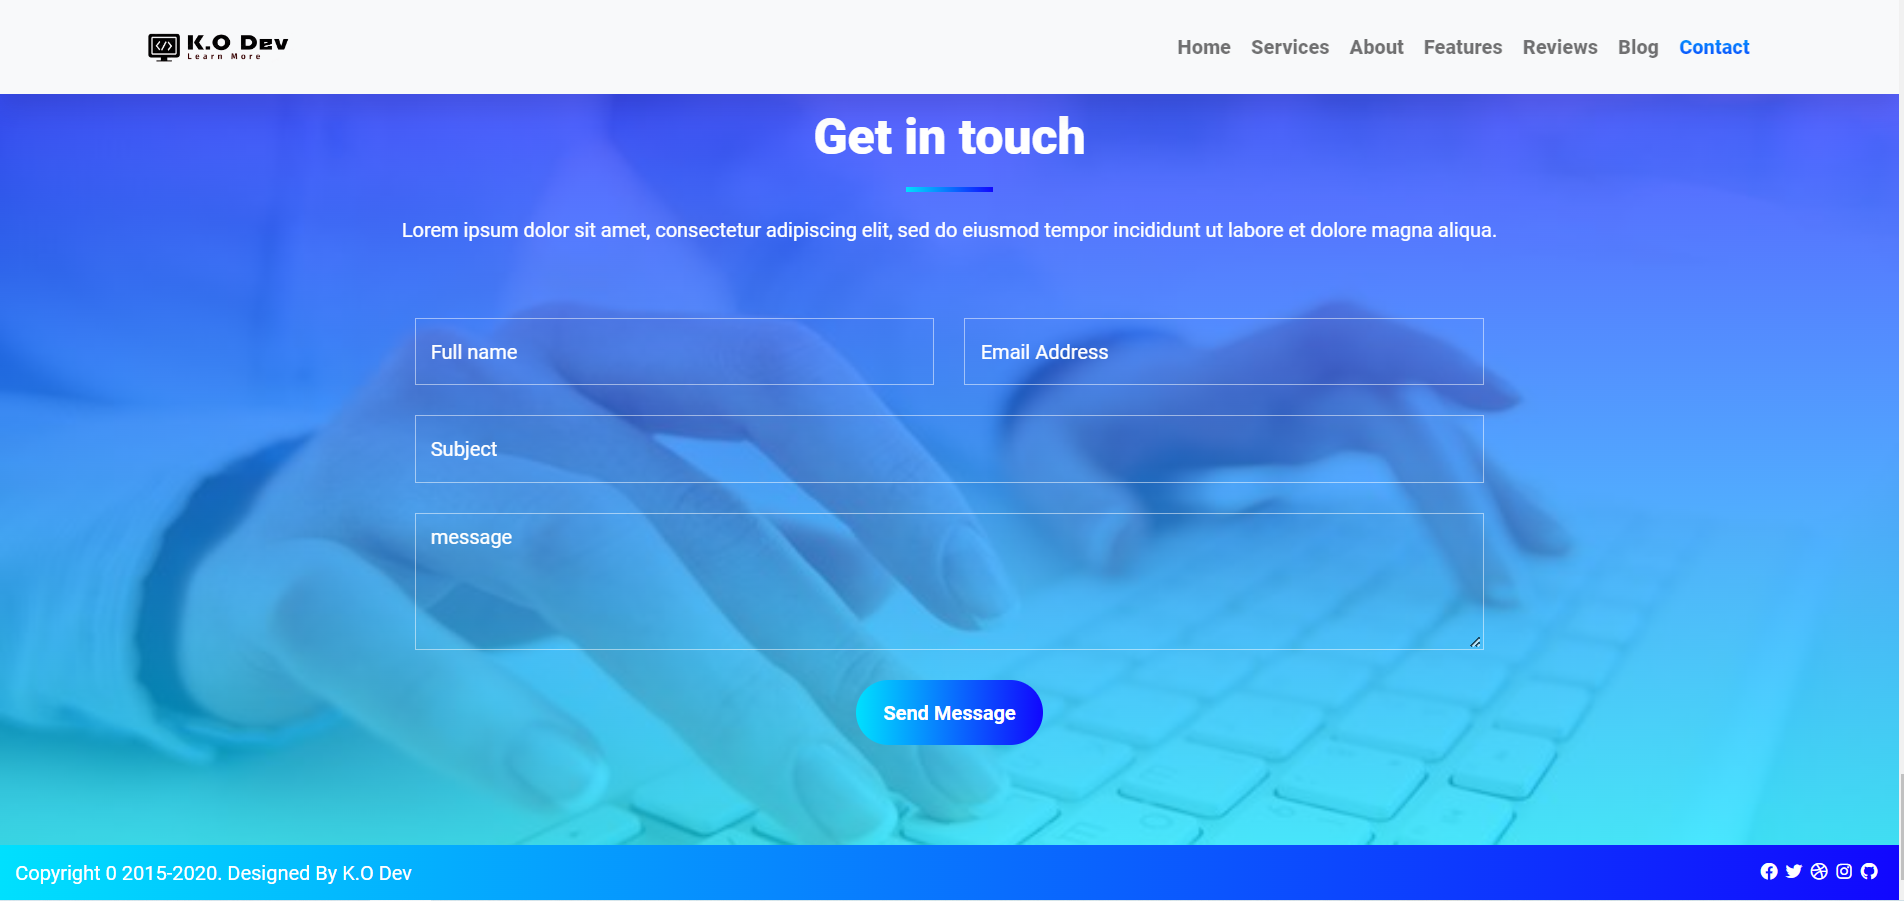 K.O Dev
Learn More
Home Services About Features Reviews Blog Contact
Get in touch
Lorem ipsum dolor sit amet, consectetur adipiscing elit, sed do eiusmod tempor incididunt ut labore et dolore magna aliqua.
Full name
Email Address
Subject
message
Send Message
Copyright 0 2015-2020. Designed By K.O Dev